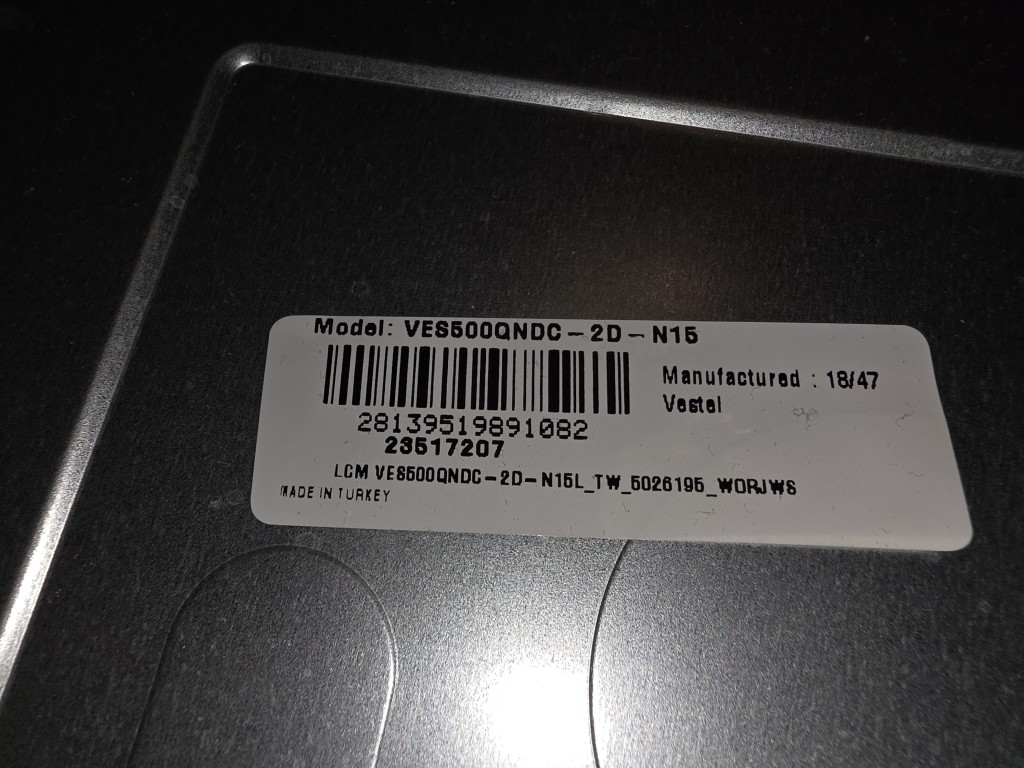 Model: VES500QNDC-2D-N15
Manufactured : 18/47
Vestel
28139519891082
23517207
LCM VES500QNDC-2D-N15L_TW_5026195_WORJWS
MADE IN TURKEY